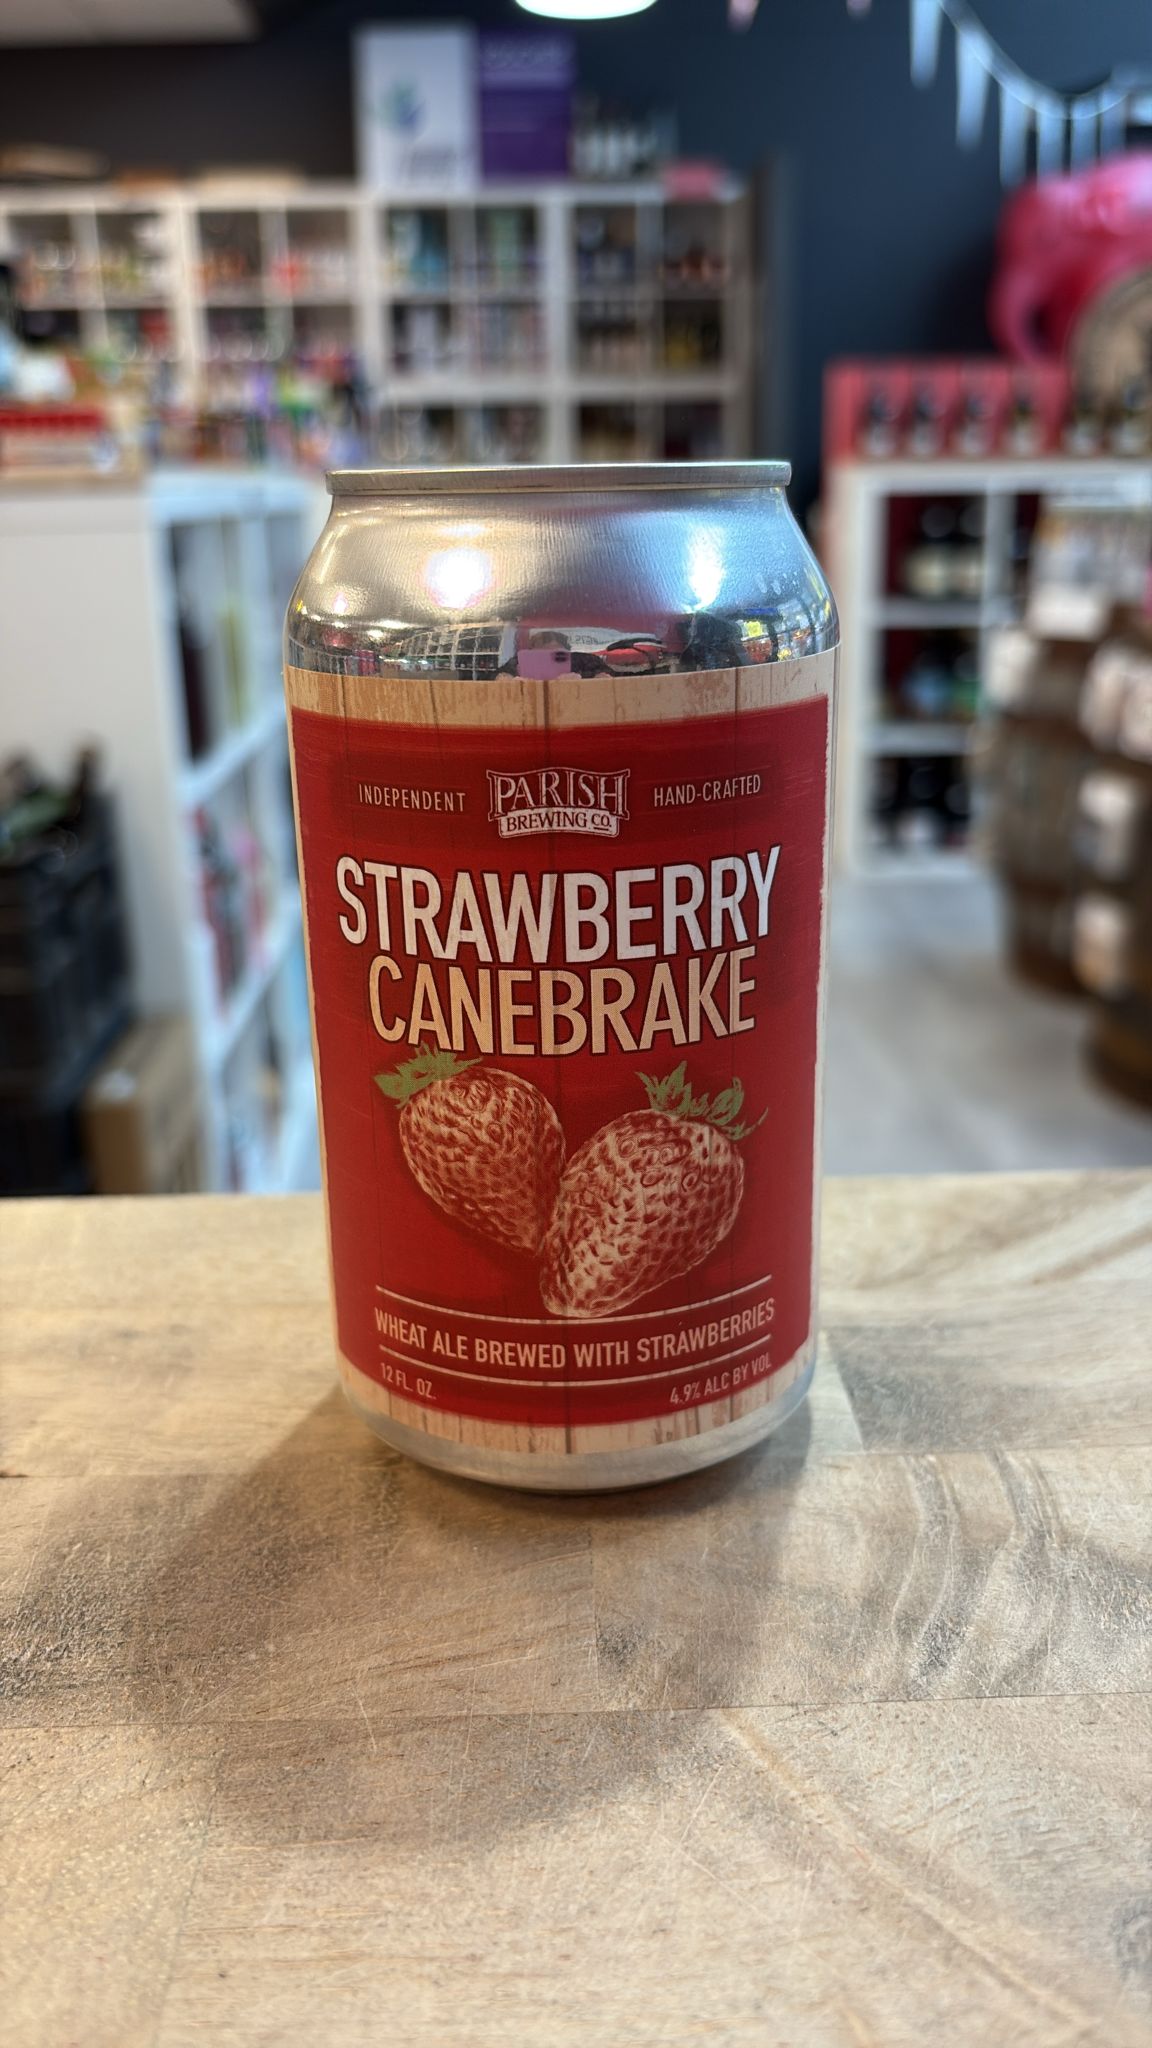 INDEPENDENT PARISH HAND-CRAFTED
BREWING CO.
STRAWBERRY
CANEBRAKE
WHEAT ALE BREWED WITH STRAWBERRIES
12 FL. OZ. 4.9% ALC BY VOL